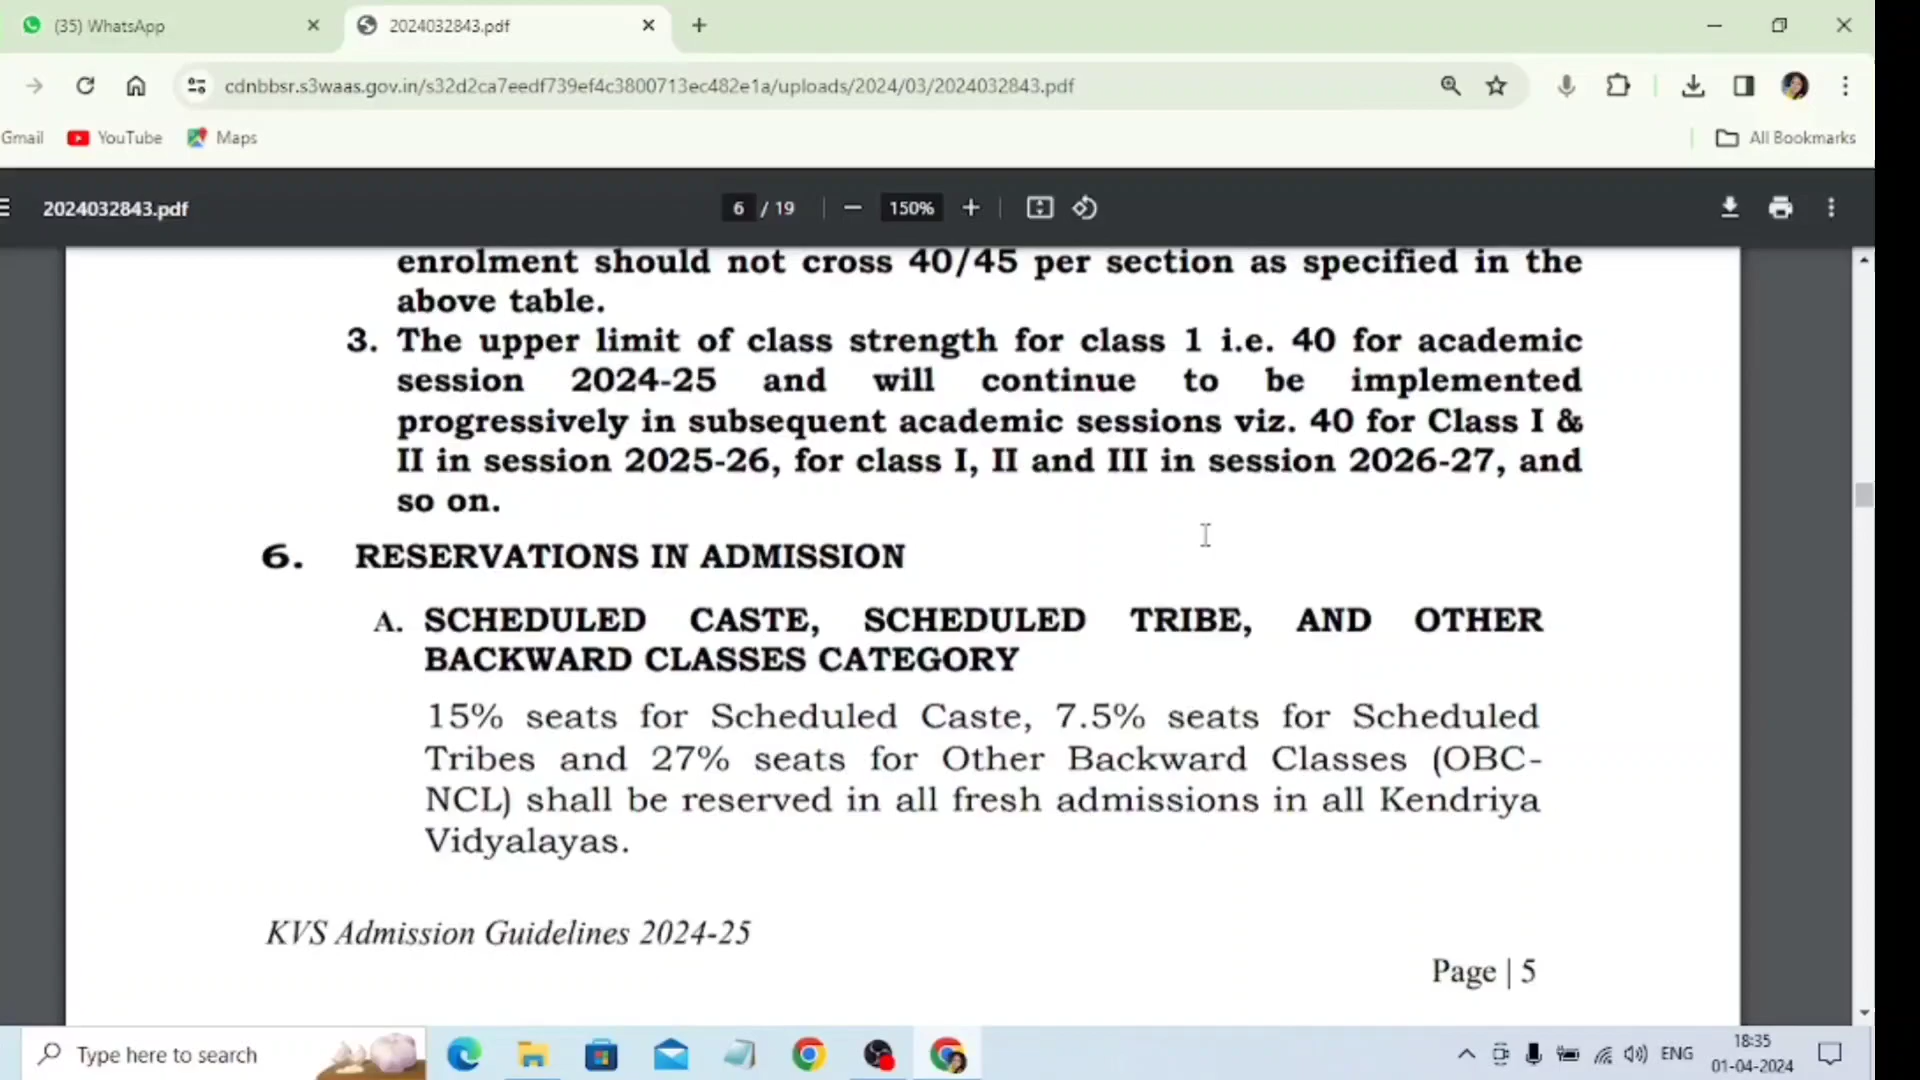 (35) WhatsApp
2024032843.pdf
cdnbbsr.s3waas.gov.in/s32d2ca7eedf739ef4c3800713ec482e1a/uploads/2024/03/2024032843.pdf
Gmail YouTube Maps All Bookmarks
2024032843.pdf 6 / 19 150%
enrolment should not cross 40/45 per section as specified in the
above table.
3. The upper limit of class strength for class 1 i.e. 40 for academic
session 2024-25 and will continue to be implemented
progressively in subsequent academic sessions viz. 40 for Class I &
II in session 2025-26, for class I, II and III in session 2026-27, and
so on.
6. RESERVATIONS IN ADMISSION
A. SCHEDULED CASTE, SCHEDULED TRIBE, AND OTHER
BACKWARD CLASSES CATEGORY
15% seats for Scheduled Caste, 7.5% seats for Scheduled
Tribes and 27% seats for Other Backward Classes (OBC-
NCL) shall be reserved in all fresh admissions in all Kendriya
Vidyalayas.
KVS Admission Guidelines 2024-25
Page | 5
Type here to search
ENG
18:35
01-04-2024